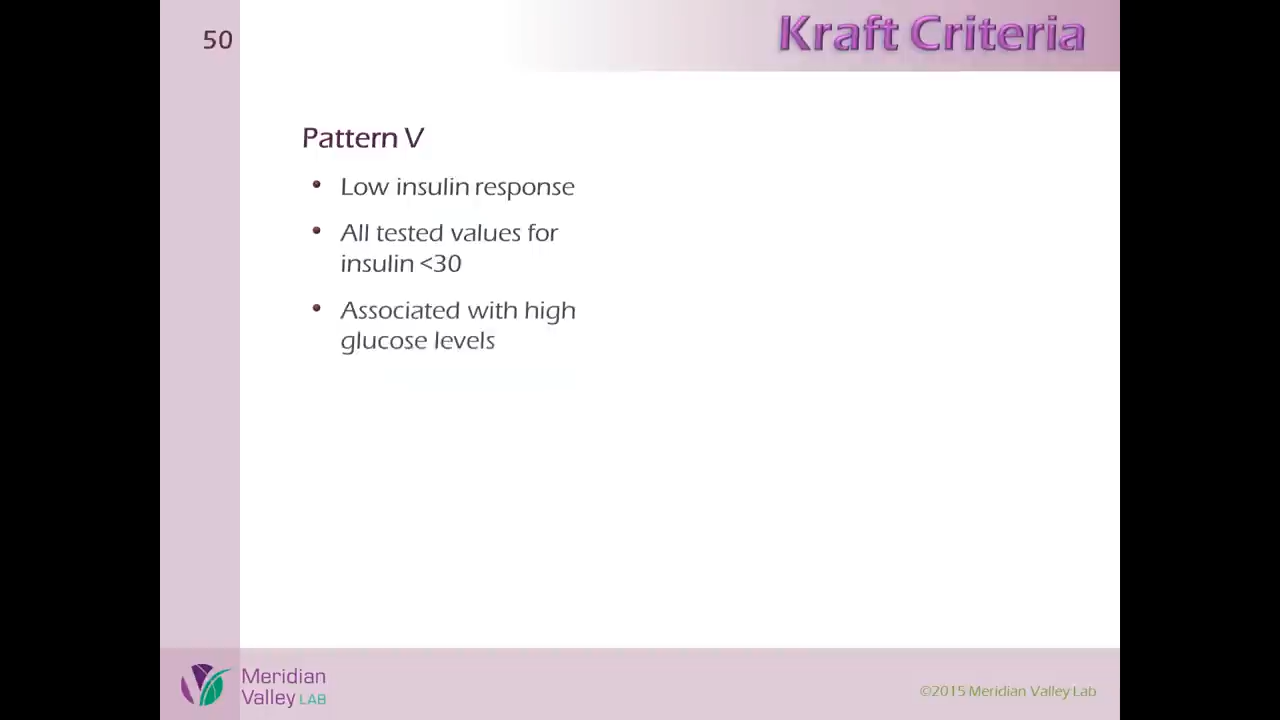 50
Kraft Criteria
Pattern V
• Low insulin response
• All tested values for
insulin <30
• Associated with high
glucose levels
Meridian
Valley LAB
©2015 Meridian Valley Lab